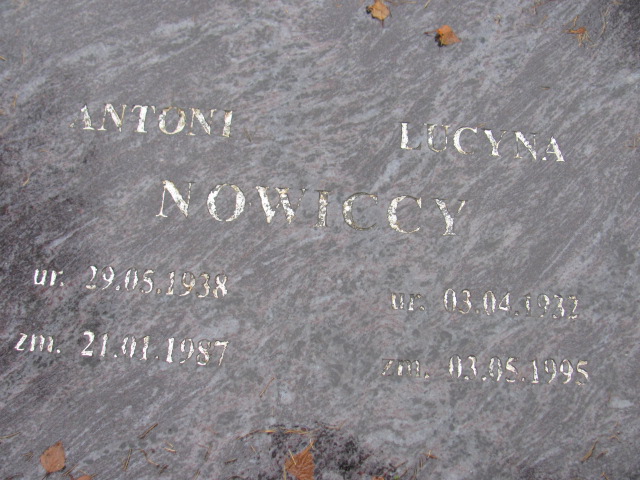 ANTONI LUCYNA
NOWICCY
ur. 29.05.1938 ur. 03.04.1932
zm. 21.01.1987 zm. 03.05.1995